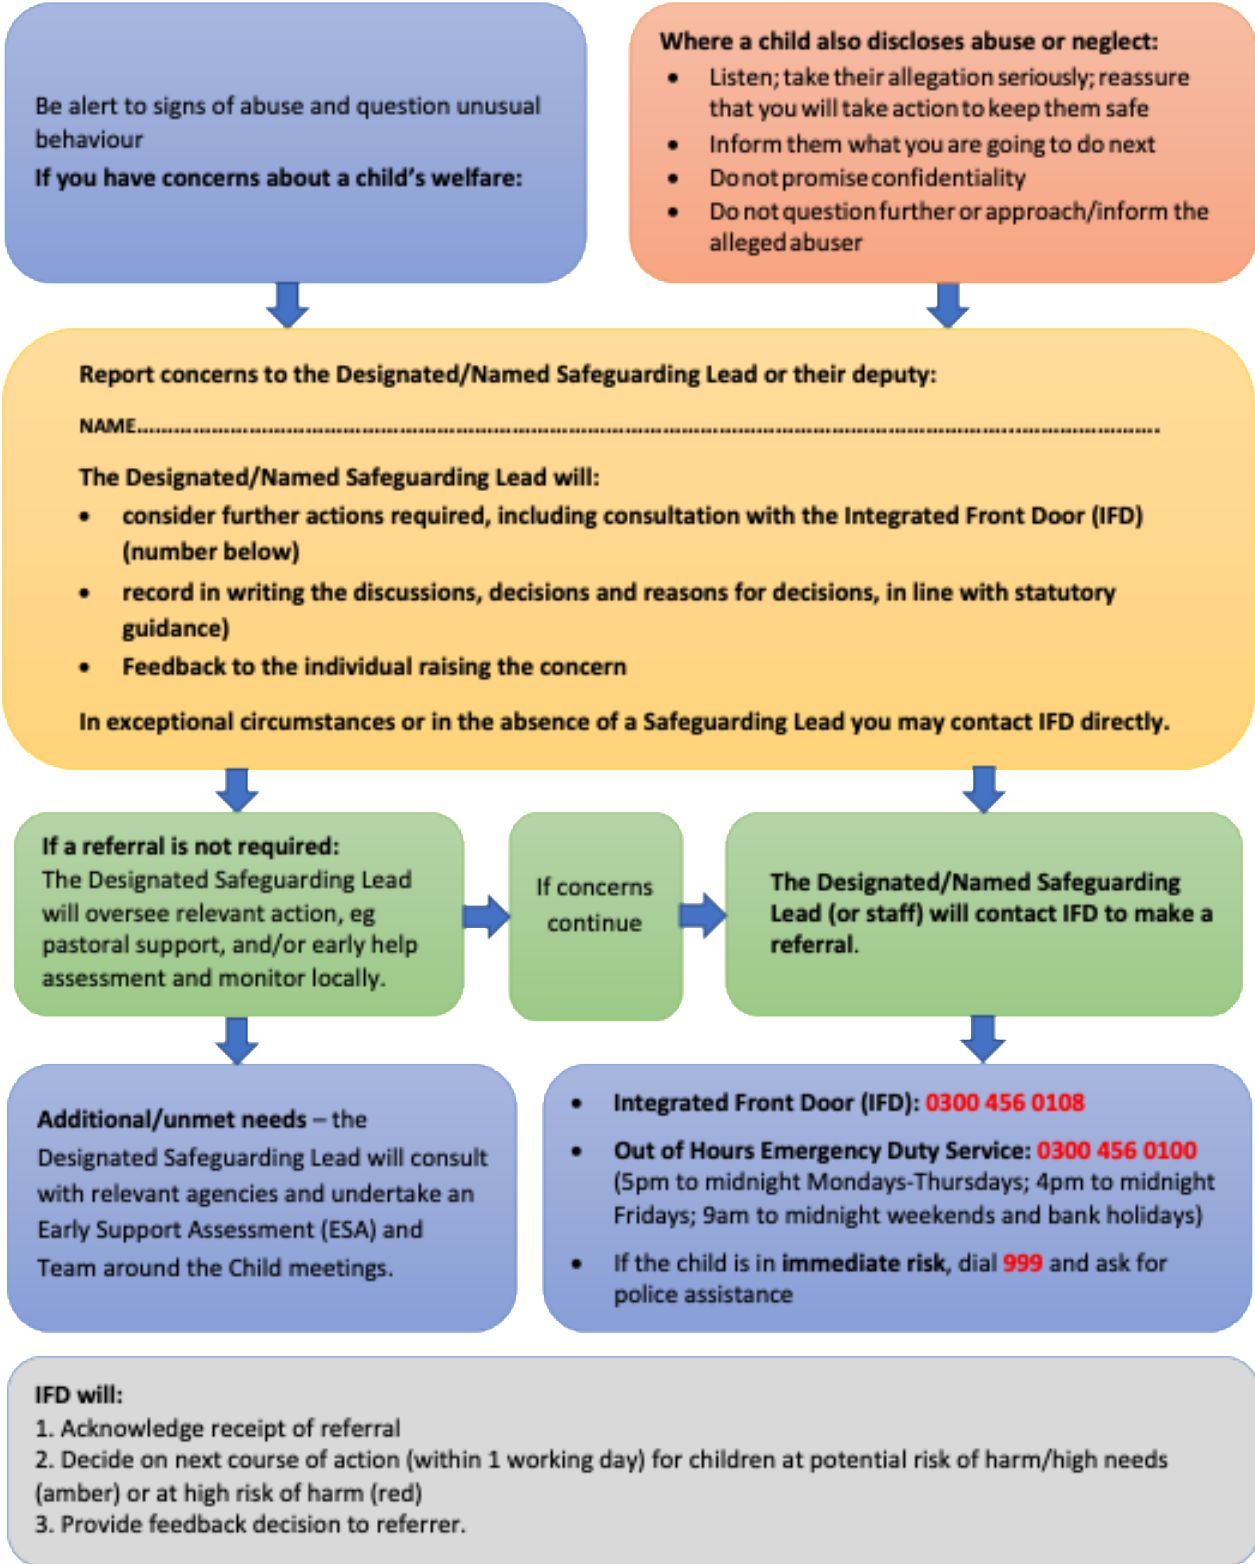 Be alert to signs of abuse and question unusual
behaviour
If you have concerns about a child's welfare:
Where a child also discloses abuse or neglect:
• Listen; take their allegation seriously; reassure
that you will take action to keep them safe
• Inform them what you are going to do next
• Do not promise confidentiality
• Do not question further or approach/inform the
alleged abuser
Report concerns to the Designated/Named Safeguarding Lead or their deputy:
NAME……………………………………………………………………………………………………………………………………….
The Designated/Named Safeguarding Lead will:
• consider further actions required, including consultation with the Integrated Front Door (IFD)
(number below)
• record in writing the discussions, decisions and reasons for decisions, in line with statutory
guidance)
• Feedback to the individual raising the concern
In exceptional circumstances or in the absence of a Safeguarding Lead you may contact IFD directly.
If a referral is not required:
The Designated Safeguarding Lead
will oversee relevant action, eg
pastoral support, and/or early help
assessment and monitor locally.
If concerns
continue
The Designated/Named Safeguarding
Lead (or staff) will contact IFD to make a
referral.
Additional/unmet needs – the
Designated Safeguarding Lead will consult
with relevant agencies and undertake an
Early Support Assessment (ESA) and
Team around the Child meetings.
• Integrated Front Door (IFD): 0300 456 0108
• Out of Hours Emergency Duty Service: 0300 456 0100
(5pm to midnight Mondays-Thursdays; 4pm to midnight
Fridays; 9am to midnight weekends and bank holidays)
• If the child is in immediate risk, dial 999 and ask for
police assistance
IFD will:
1. Acknowledge receipt of referral
2. Decide on next course of action (within 1 working day) for children at potential risk of harm/high needs
(amber) or at high risk of harm (red)
3. Provide feedback decision to referrer.